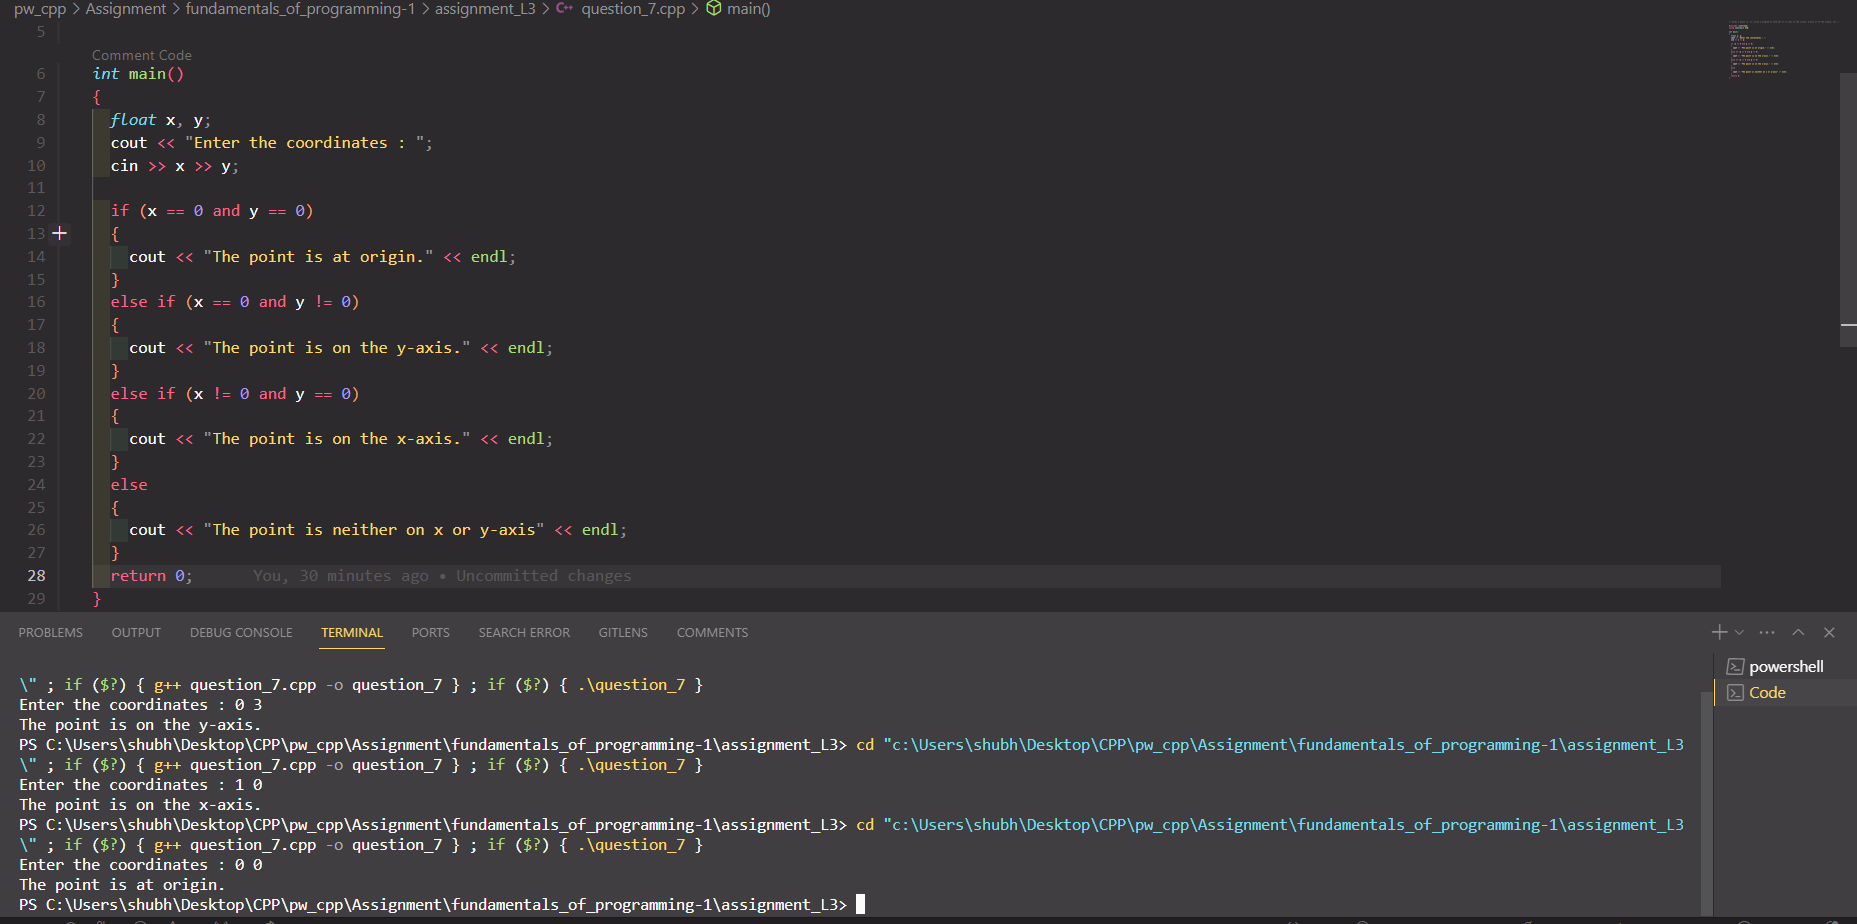 pw_cpp > Assignment > fundamentals_of_programming-1 > assignment_L3 > C++ question_7.cpp > main()
5
Comment Code
6 int main()
7 {
8 float x, y;
9 cout << "Enter the coordinates : ";
10 cin >> x >> y;
11
12 if (x == 0 and y == 0)
13 {
14 cout << "The point is at origin." << endl;
15 }
16 else if (x == 0 and y != 0)
17 {
18 cout << "The point is on the y-axis." << endl;
19 }
20 else if (x != 0 and y == 0)
21 {
22 cout << "The point is on the x-axis." << endl;
23 }
24 else
25 {
26 cout << "The point is neither on x or y-axis" << endl;
27 }
28 return 0; You, 30 minutes ago • Uncommitted changes
29 }
PROBLEMS OUTPUT DEBUG CONSOLE TERMINAL PORTS SEARCH ERROR GITLENS COMMENTS
powershell
Code
\" ; if ($?) { g++ question_7.cpp -o question_7 } ; if ($?) { .\question_7 }
Enter the coordinates : 0 3
The point is on the y-axis.
PS C:\Users\shubh\Desktop\CPP\pw_cpp\Assignment\fundamentals_of_programming-1\assignment_L3> cd "c:\Users\shubh\Desktop\CPP\pw_cpp\Assignment\fundamentals_of_programming-1\assignment_L3
\" ; if ($?) { g++ question_7.cpp -o question_7 } ; if ($?) { .\question_7 }
Enter the coordinates : 1 0
The point is on the x-axis.
PS C:\Users\shubh\Desktop\CPP\pw_cpp\Assignment\fundamentals_of_programming-1\assignment_L3> cd "c:\Users\shubh\Desktop\CPP\pw_cpp\Assignment\fundamentals_of_programming-1\assignment_L3
\" ; if ($?) { g++ question_7.cpp -o question_7 } ; if ($?) { .\question_7 }
Enter the coordinates : 0 0
The point is at origin.
PS C:\Users\shubh\Desktop\CPP\pw_cpp\Assignment\fundamentals_of_programming-1\assignment_L3>